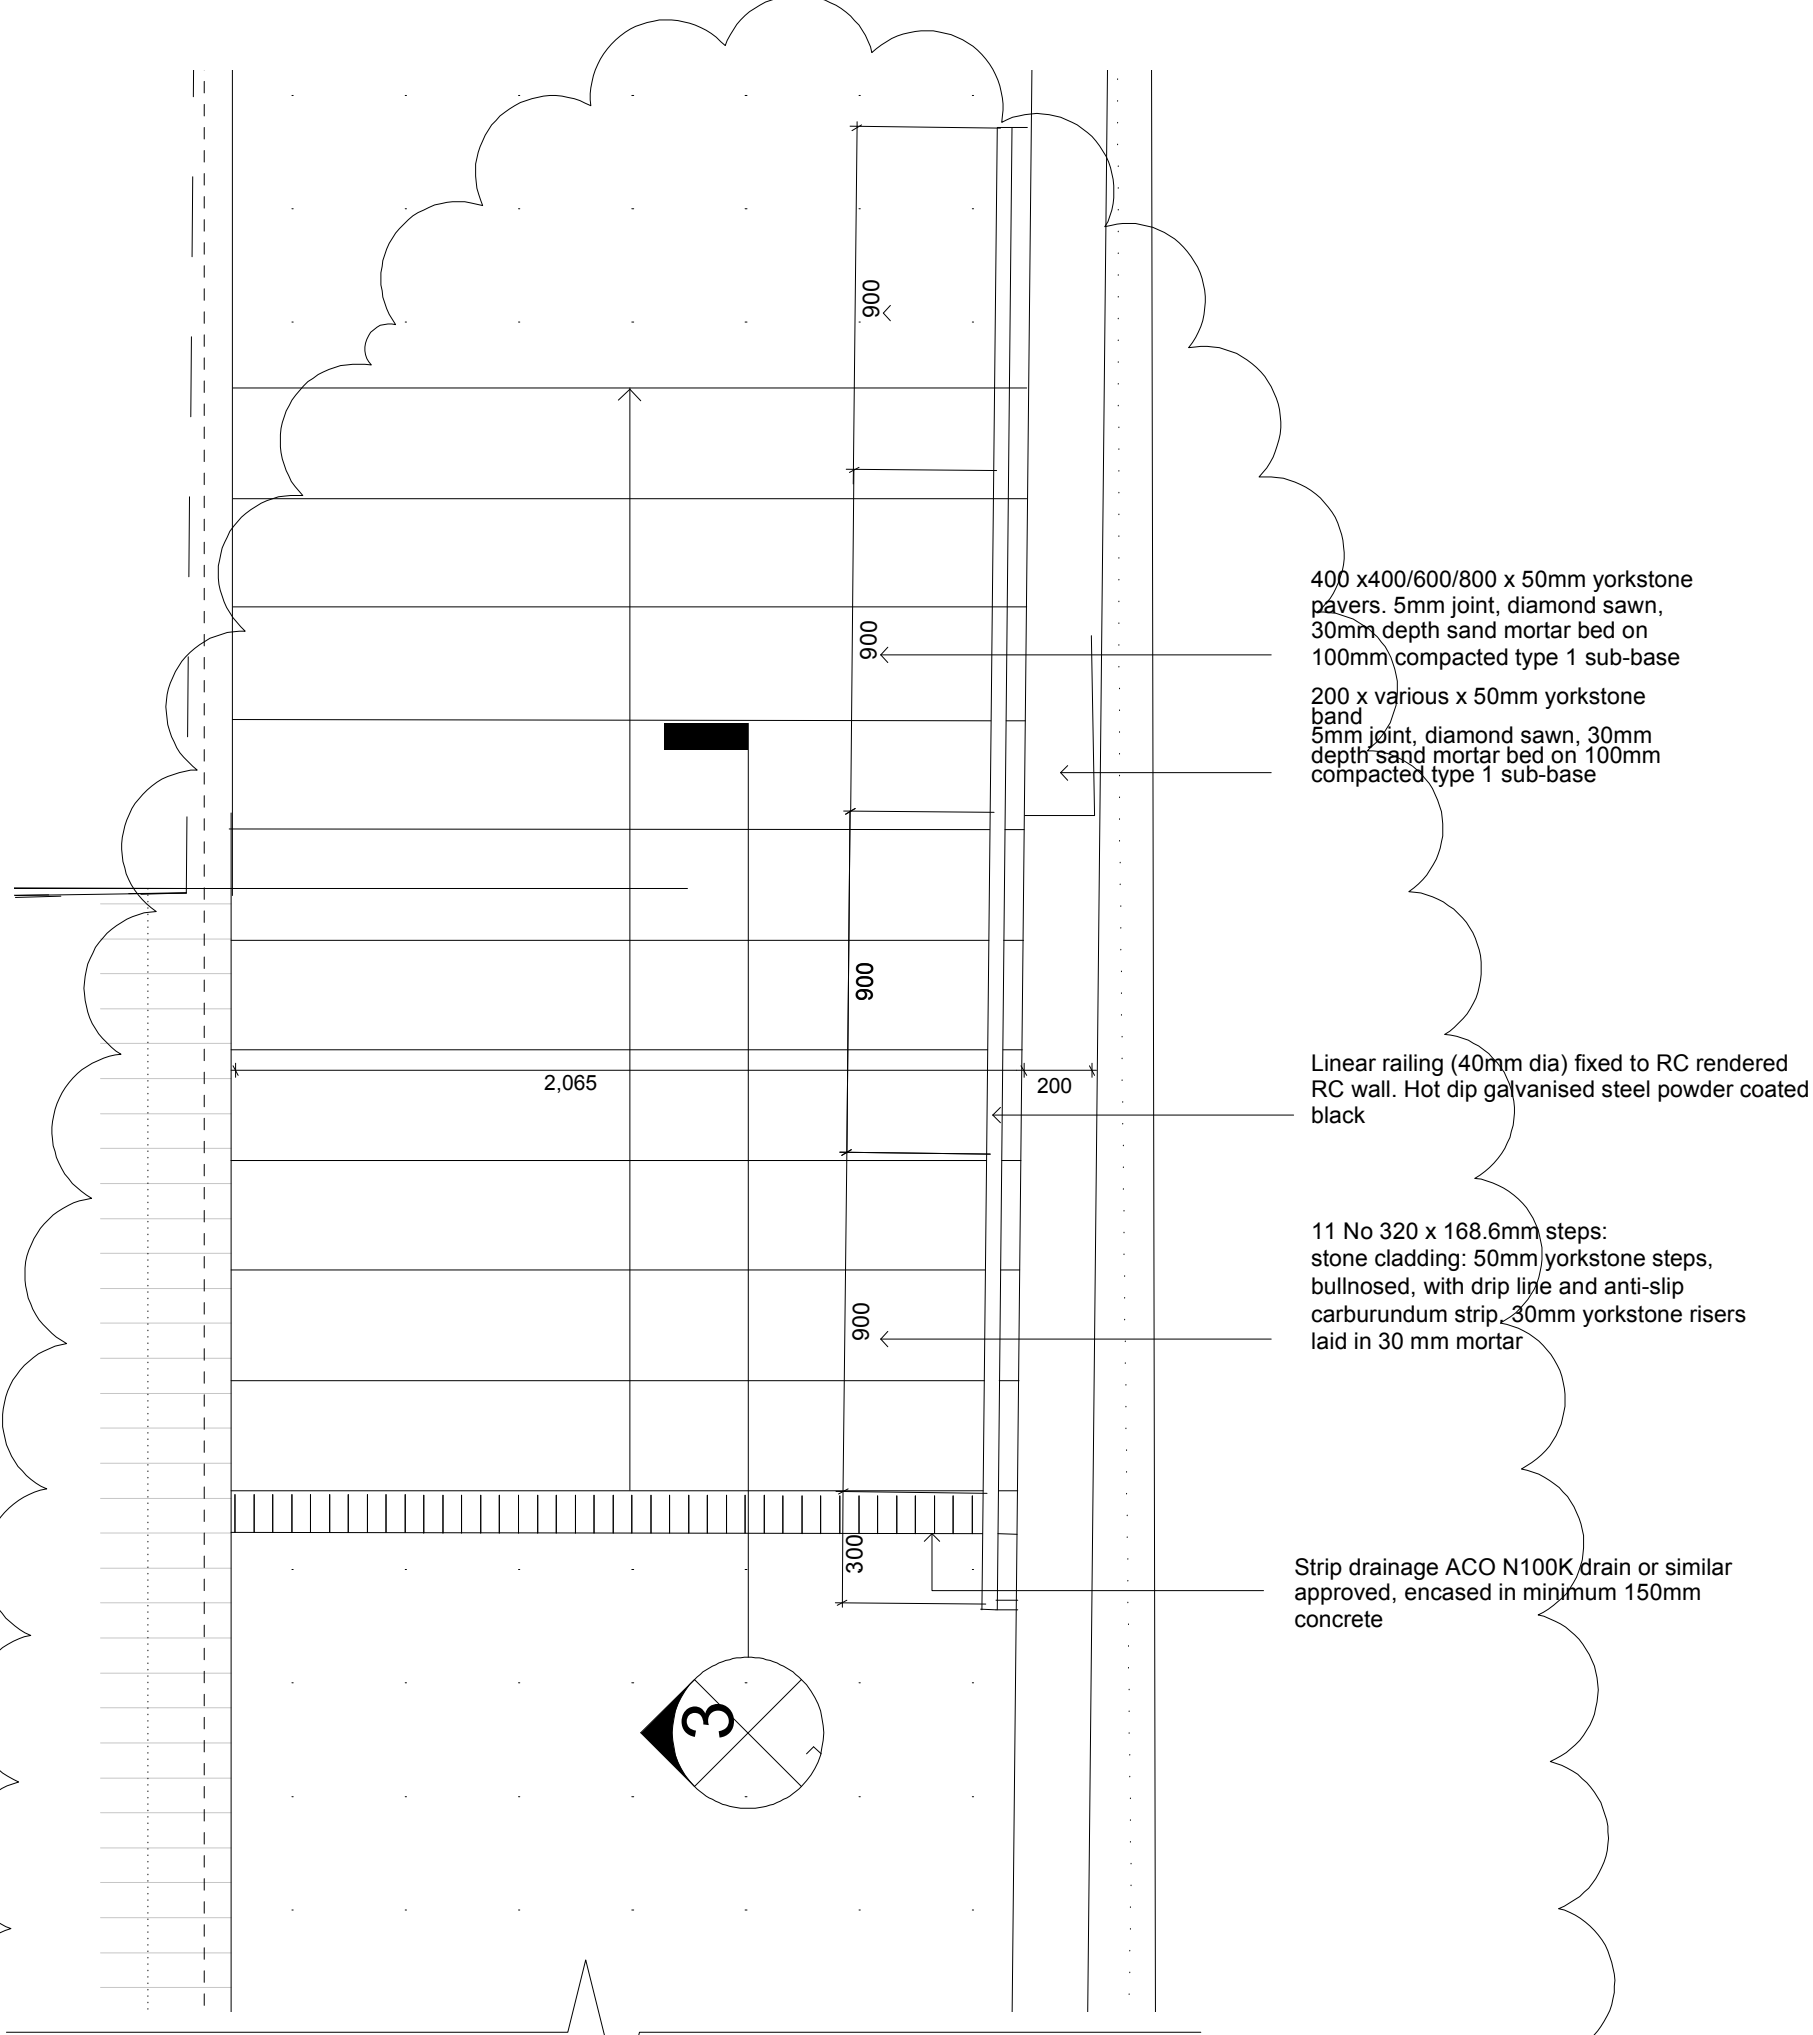 900
400 x400/600/800 x 50mm yorkstone
pavers. 5mm joint, diamond sawn,
30mm depth sand mortar bed on
100mm compacted type 1 sub-base
900
200 x various x 50mm yorkstone
band
5mm joint, diamond sawn, 30mm
depth sand mortar bed on 100mm
compacted type 1 sub-base
900
2,065
200
Linear railing (40mm dia) fixed to RC rendered
RC wall. Hot dip galvanised steel powder coated
black
11 No 320 x 168.6mm steps:
stone cladding: 50mm yorkstone steps,
bullnosed, with drip line and anti-slip
carburundum strip, 30mm yorkstone risers
laid in 30 mm mortar
900
300
Strip drainage ACO N100K drain or similar
approved, encased in minimum 150mm
concrete
3